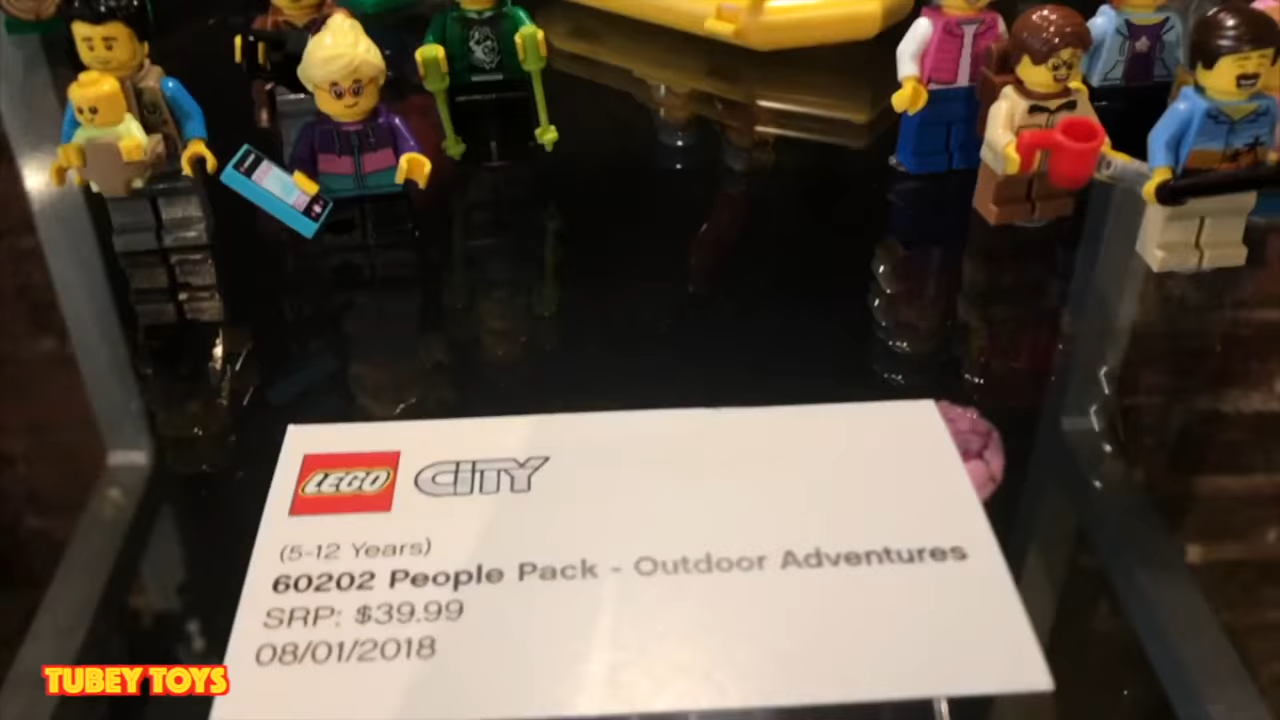 LEGO CITY
(5-12 Years)
60202 People Pack - Outdoor Adventures
SRP: $39.99
08/01/2018
TUBEY TOYS